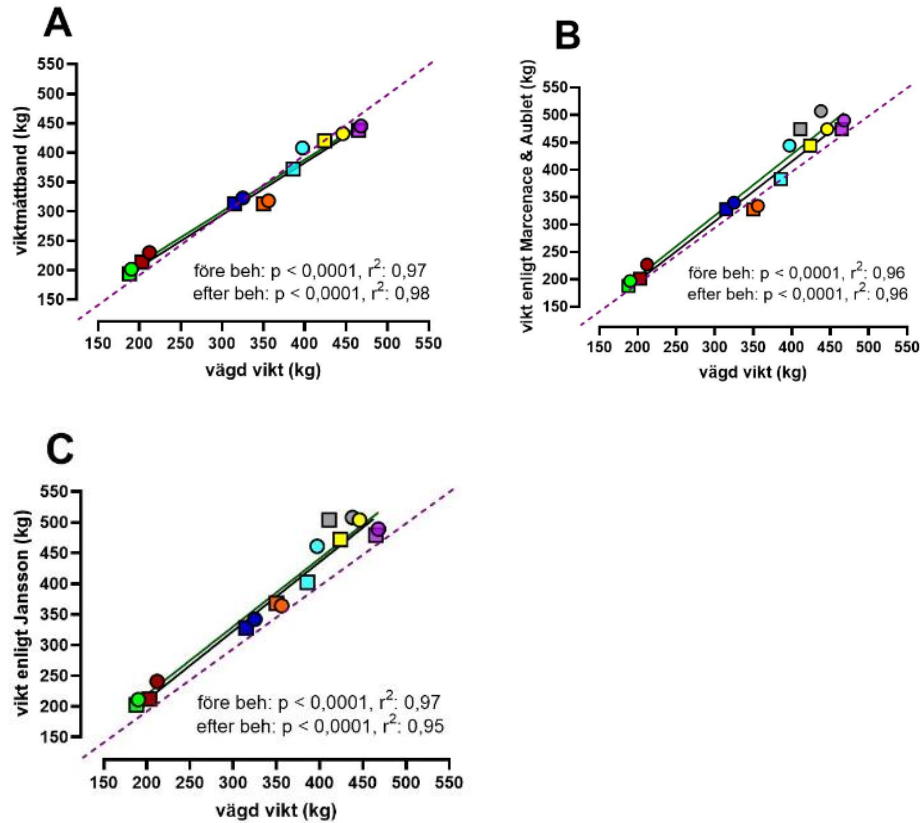 A
viktmåttband (kg)
550
500
450
400
350
300
250
200
150
före beh: p < 0,0001, r²: 0,97
efter beh: p < 0,0001, r²: 0,98
150 200 250 300 350 400 450 500 550
vägd vikt (kg)
B
vikt enligt Marcenace & Aublet (kg)
550
500
450
400
350
300
250
200
150
före beh: p < 0,0001, r²: 0,96
efter beh: p < 0,0001, r²: 0,96
150 200 250 300 350 400 450 500 550
vägd vikt (kg)
C
vikt enligt Jansson (kg)
550
500
450
400
350
300
250
200
150
före beh: p < 0,0001, r²: 0,97
efter beh: p < 0,0001, r²: 0,95
150 200 250 300 350 400 450 500 550
vägd vikt (kg)